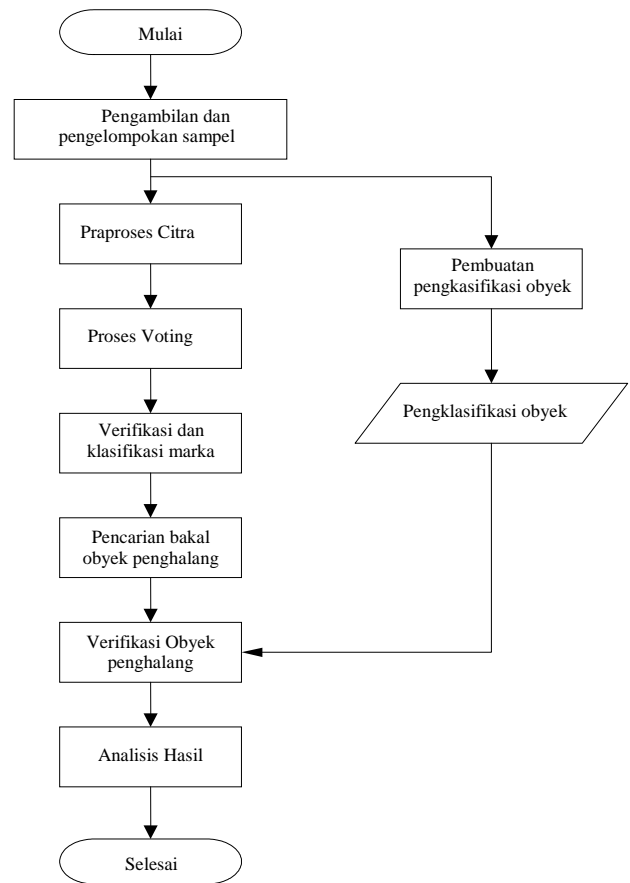 Mulai
Pengambilan dan
pengelompokan sampel
Praproses Citra
Pembuatan
pengkasifikasi obyek
Proses Voting
Pengklasifikasi obyek
Verifikasi dan
klasifikasi marka
Pencarian bakal
obyek penghalang
Verifikasi Obyek
penghalang
Analisis Hasil
Selesai